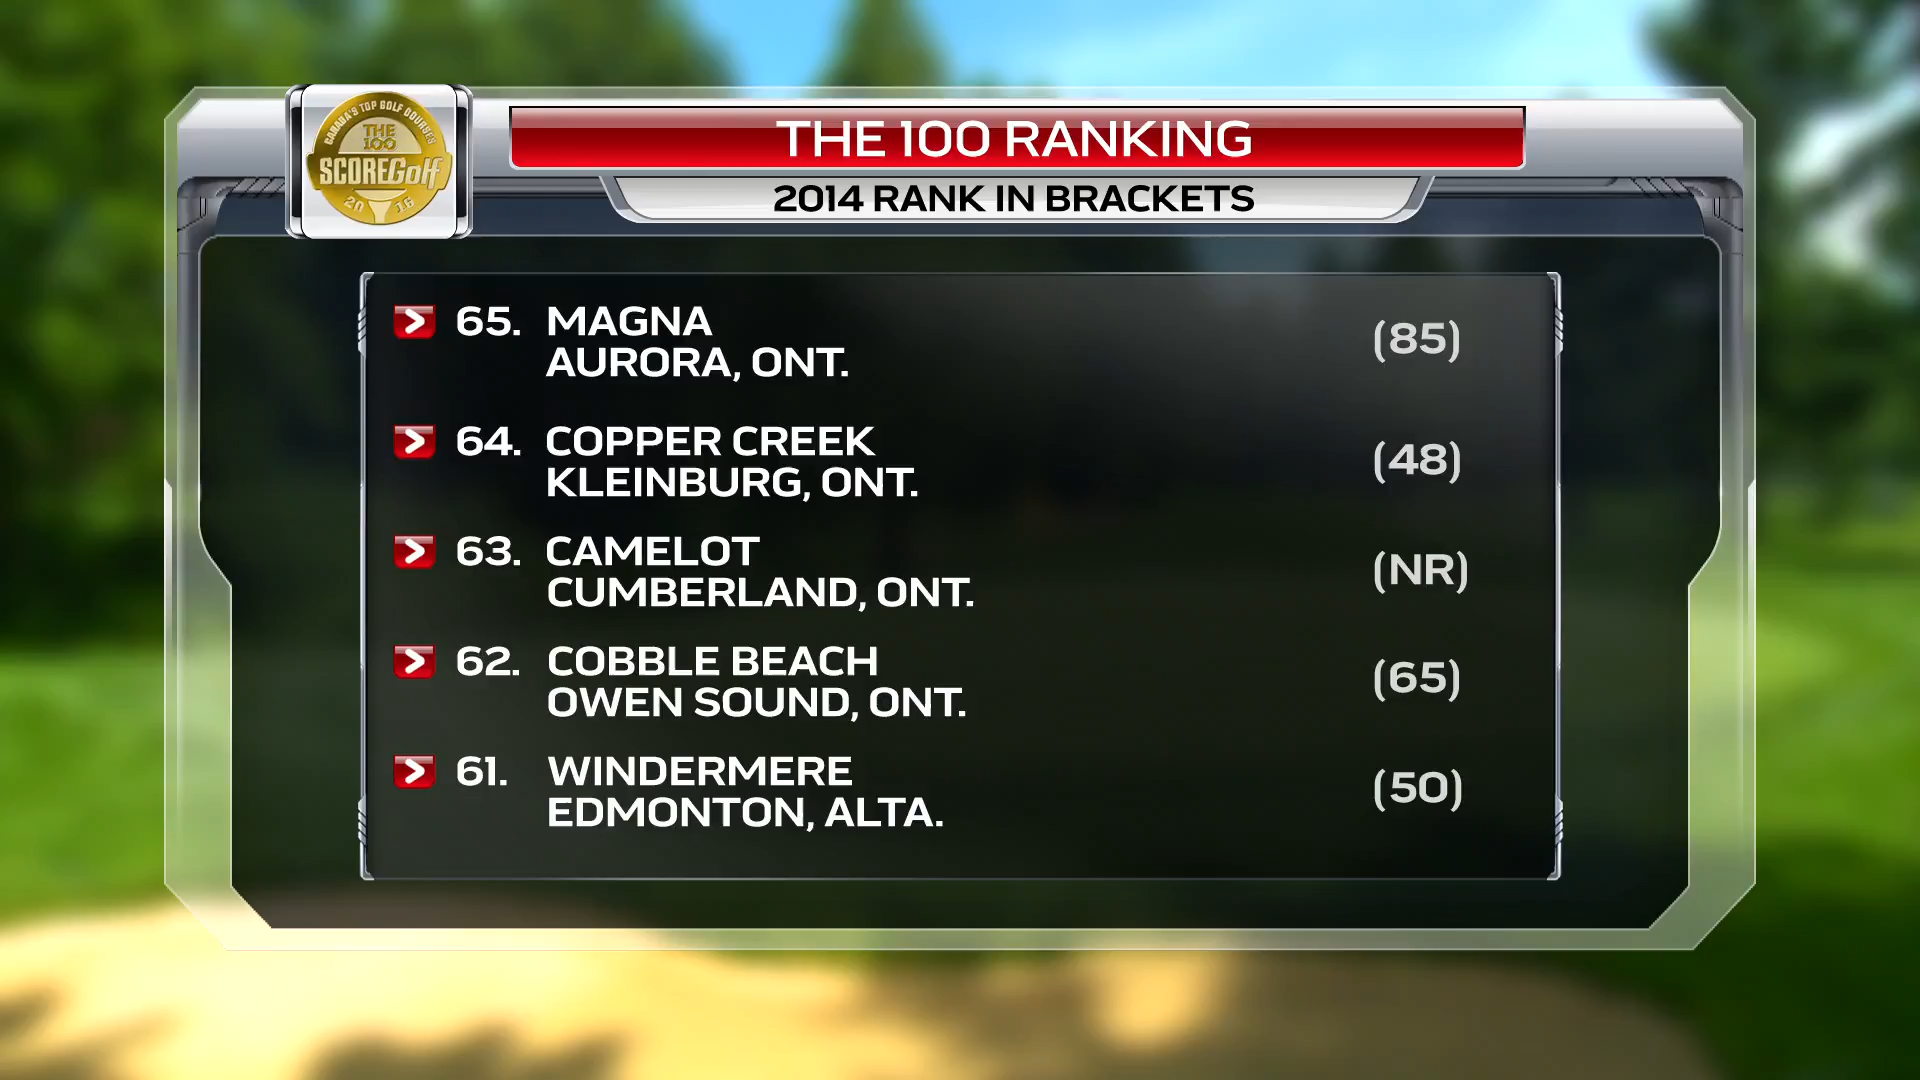 CANADA'S TOP GOLF COURSES
THE
100
SCOREGolf
2016
THE 100 RANKING
2014 RANK IN BRACKETS
65. MAGNA (85)
AURORA, ONT.
64. COPPER CREEK (48)
KLEINBURG, ONT.
63. CAMELOT (NR)
CUMBERLAND, ONT.
62. COBBLE BEACH (65)
OWEN SOUND, ONT.
61. WINDERMERE (50)
EDMONTON, ALTA.